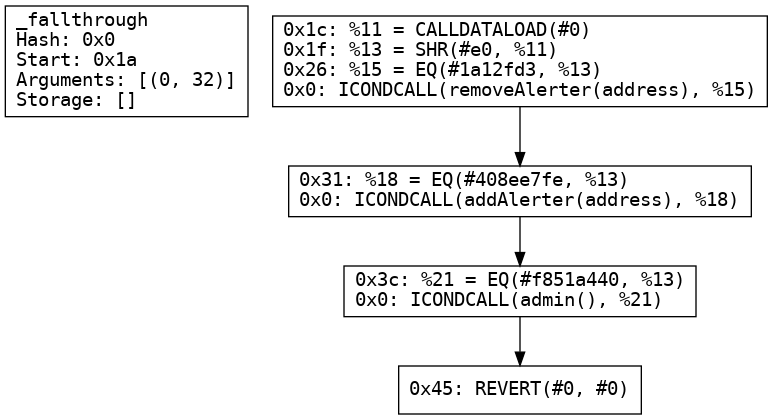 _fallthrough
Hash: 0x0
Start: 0x1a
Arguments: [(0, 32)]
Storage: []
0x1c: %11 = CALLDATALOAD(#0)
0x1f: %13 = SHR(#e0, %11)
0x26: %15 = EQ(#1a12fd3, %13)
0x0: ICONDCALL(removeAlerter(address), %15)
0x31: %18 = EQ(#408ee7fe, %13)
0x0: ICONDCALL(addAlerter(address), %18)
0x3c: %21 = EQ(#f851a440, %13)
0x0: ICONDCALL(admin(), %21)
0x45: REVERT(#0, #0)